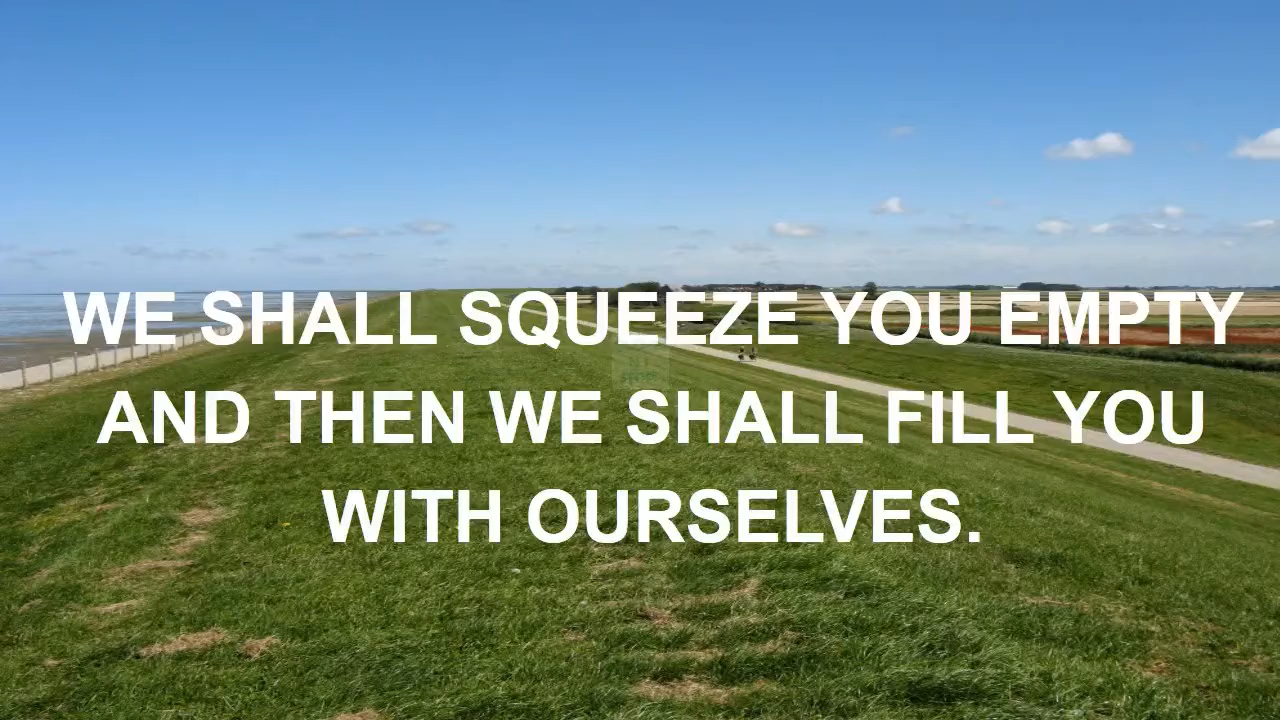 WE SHALL SQUEEZE YOU EMPTY
AND THEN WE SHALL FILL YOU
WITH OURSELVES.